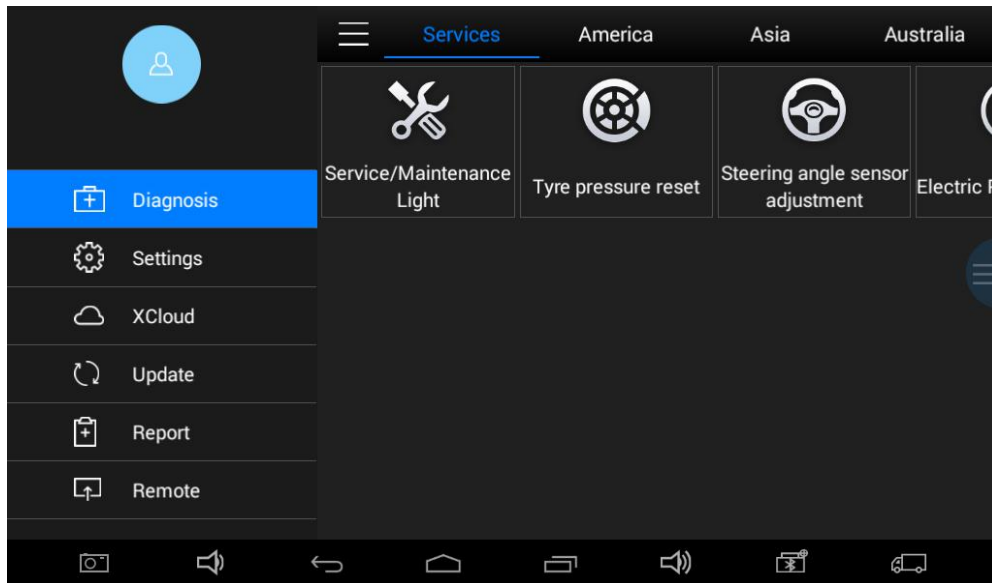 Services
America
Asia
Australia
Service/Maintenance
Light
Tyre pressure reset
Steering angle sensor
adjustment
Electric
Diagnosis
Settings
XCloud
Update
Report
Remote